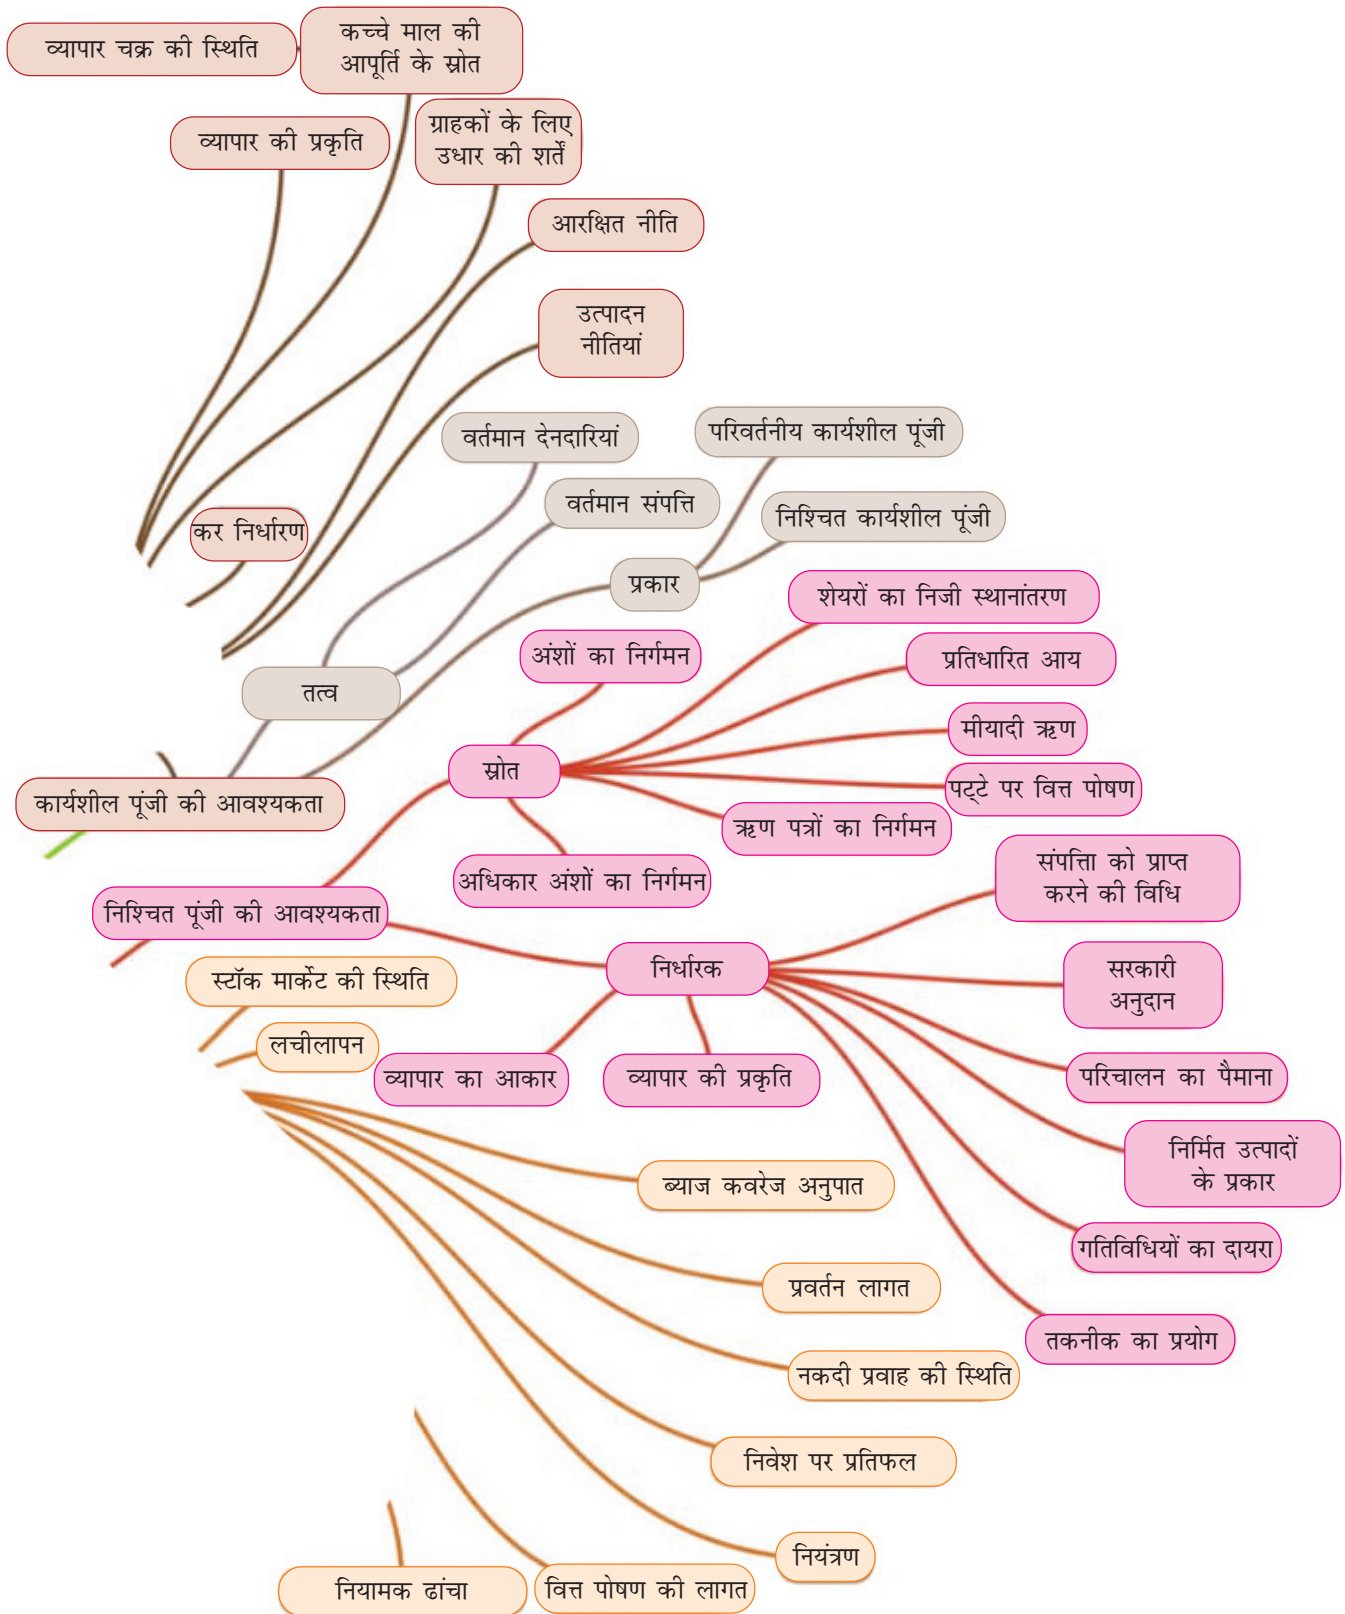 व्यापार चक्र की स्थिति
कच्चे माल की
आपूर्ति के स्रोत
व्यापार की प्रकृति
ग्राहकों के लिए
उधार की शर्तें
आरक्षित नीति
उत्पादन
नीतियां
वर्तमान देनदारियां
परिवर्तनीय कार्यशील पूंजी
वर्तमान संपत्ति
निश्चित कार्यशील पूंजी
कर निर्धारण
प्रकार
शेयरों का निजी स्थानांतरण
अंशों का निर्गमन
प्रतिधारित आय
तत्व
मीयादी ऋण
स्रोत
पट्टे पर वित्त पोषण
कार्यशील पूंजी की आवश्यकता
ऋण पत्रों का निर्गमन
अधिकार अंशों का निर्गमन
संपत्तिा को प्राप्त
करने की विधि
निश्चित पूंजी की आवश्यकता
निर्धारक
स्टॉक मार्केट की स्थिति
सरकारी
अनुदान
लचीलापन
व्यापार का आकार
व्यापार की प्रकृति
परिचालन का पैमाना
निर्मित उत्पादों
के प्रकार
ब्याज कवरेज अनुपात
गतिविधियों का दायरा
प्रवर्तन लागत
तकनीक का प्रयोग
नकदी प्रवाह की स्थिति
निवेश पर प्रतिफल
नियंत्रण
नियामक ढांचा
वित्त पोषण की लागत